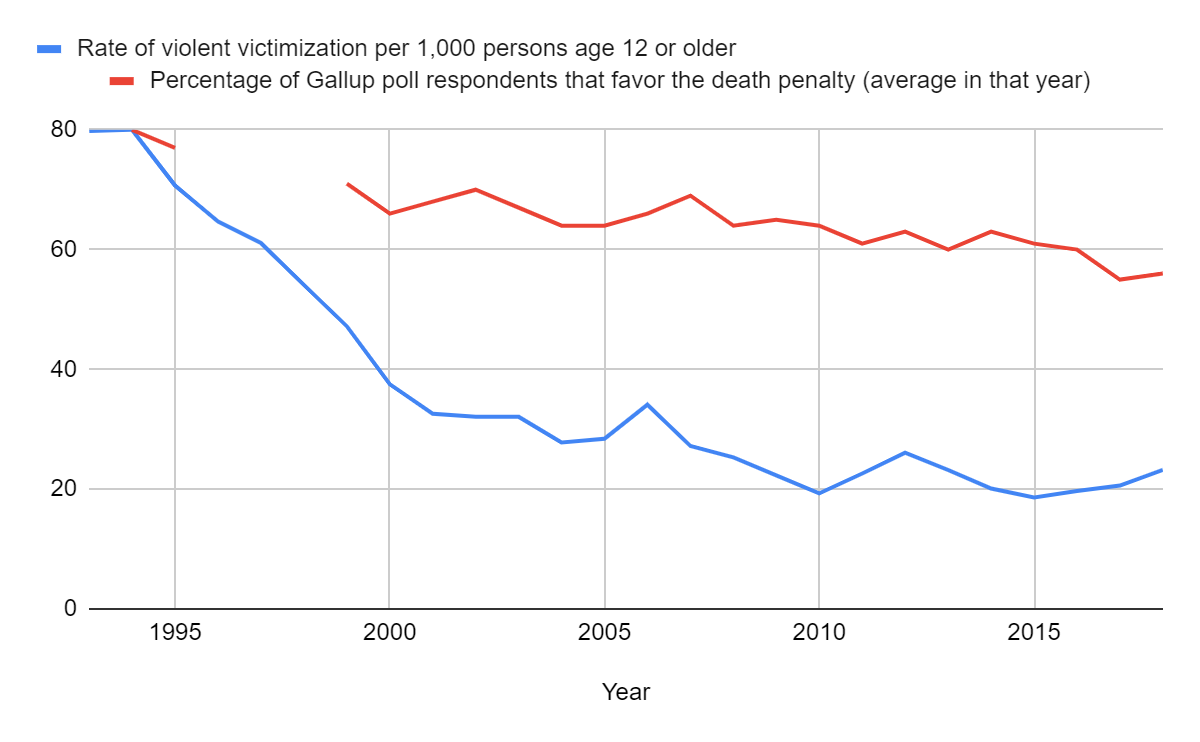 Rate of violent victimization per 1,000 persons age 12 or older
Percentage of Gallup poll respondents that favor the death penalty (average in that year)
80
60
40
20
0
1995 2000 2005 2010 2015
Year